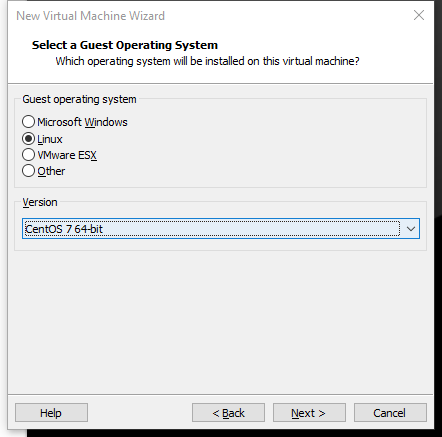 New Virtual Machine Wizard
Select a Guest Operating System
Which operating system will be installed on this virtual machine?
Guest operating system
Microsoft Windows
Linux
VMware ESX
Other
Version
CentOS 7 64-bit
Help
< Back
Next >
Cancel